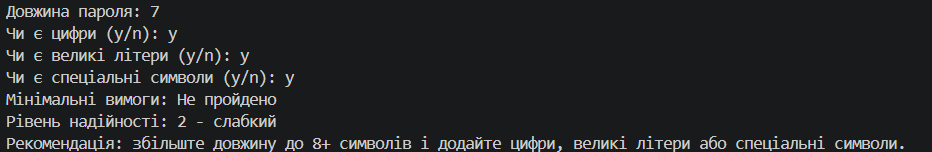 Довжина пароля: 7
Чи є цифри (y/n): y
Чи є великі літери (y/n): y
Чи є спеціальні символи (y/n): y
Мінімальні вимоги: Не пройдено
Рівень надійності: 2 - слабкий
Рекомендація: збільште довжину до 8+ символів і додайте цифри, великі літери або спеціальні символи.